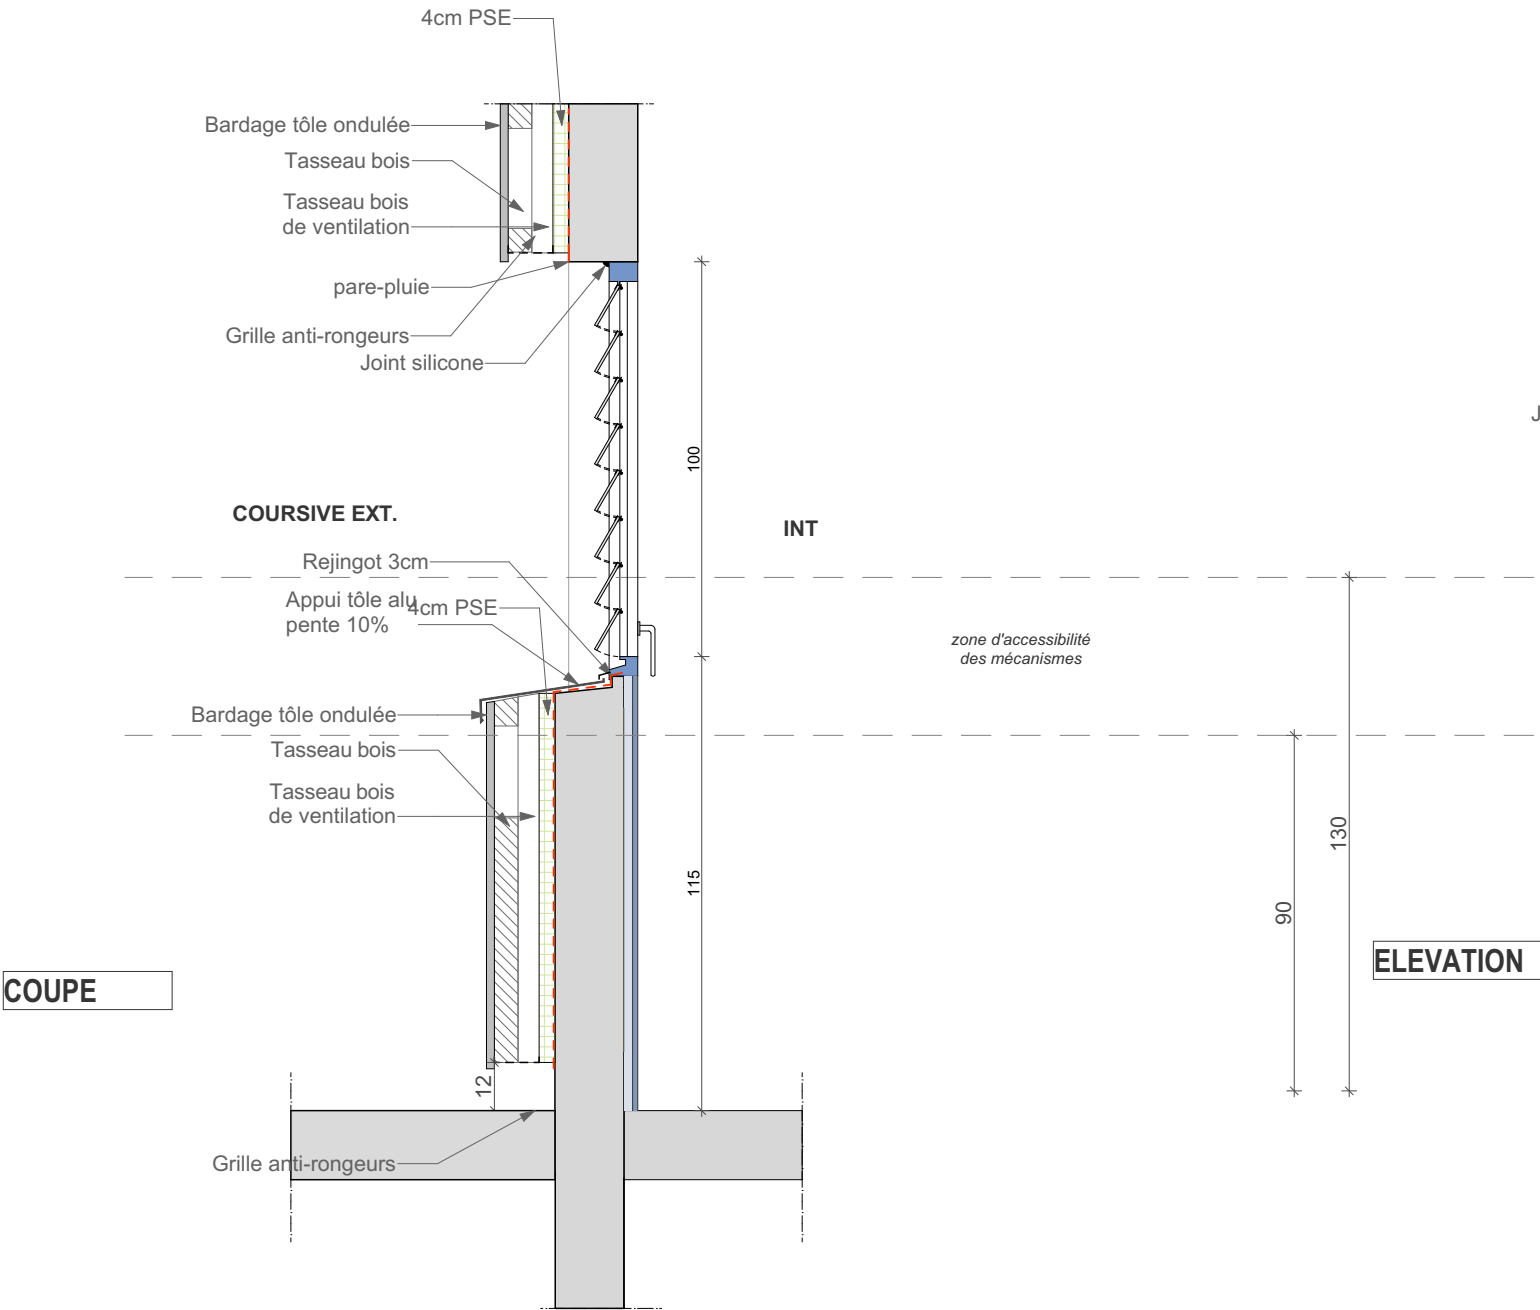 4cm PSE
Bardage tôle ondulée
Tasseau bois
Tasseau bois
de ventilation
pare-pluie
Grille anti-rongeurs
Joint silicone
J
100
COURSIVE EXT.
INT
Rejingot 3cm
Appui tôle alu
pente 10%
4cm PSE
zone d'accessibilité
des mécanismes
Bardage tôle ondulée
Tasseau bois
Tasseau bois
de ventilation
130
115
90
ELEVATION
COUPE
12
Grille anti-rongeurs